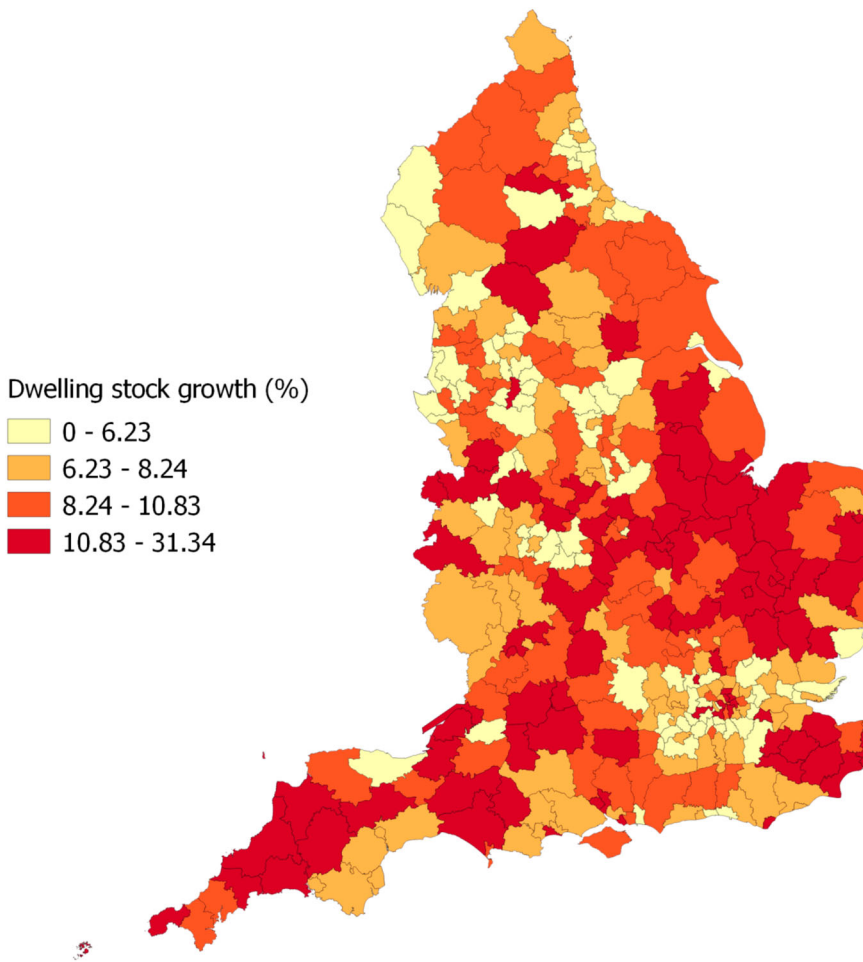 Dwelling stock growth (%)
0 - 6.23
6.23 - 8.24
8.24 - 10.83
10.83 - 31.34